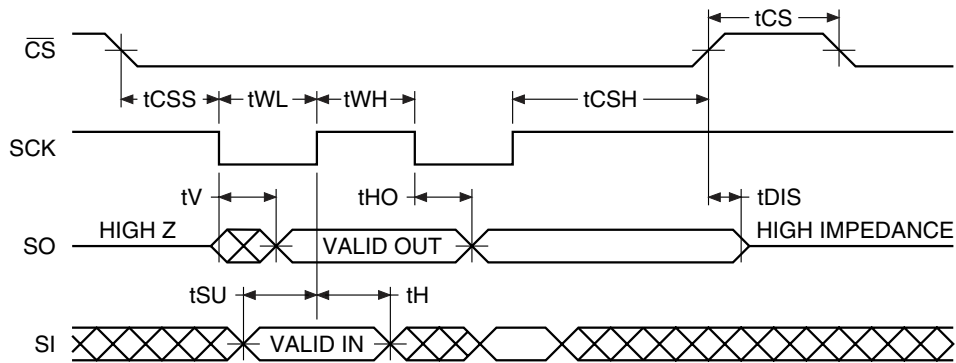 tCS
CS
tCSS tWL tWH tCSH
SCK
tV tHO tDIS
HIGH Z HIGH IMPEDANCE
SO VALID OUT
tSU tH
SI VALID IN